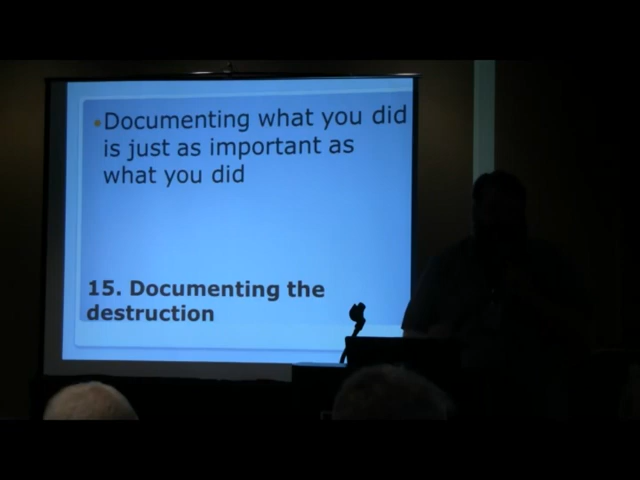 •Documenting what you did
is just as important as
what you did
15. Documenting the
destruction